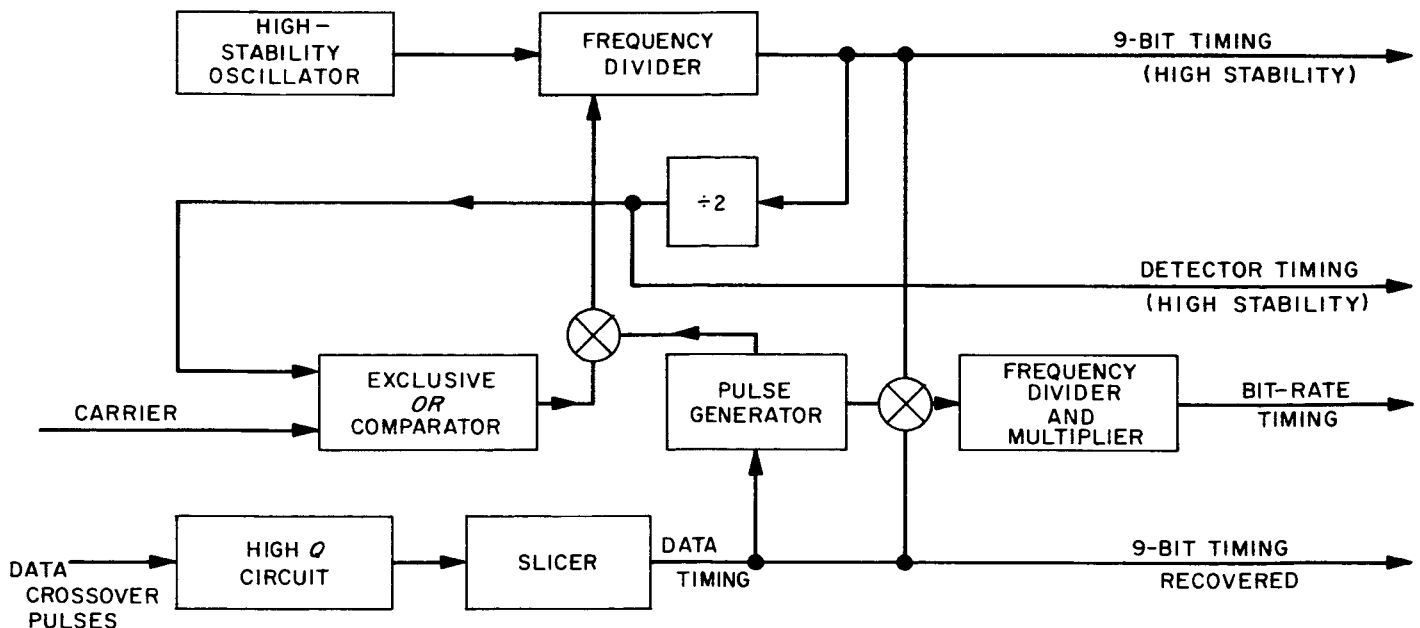 HIGH-
STABILITY
OSCILLATOR
FREQUENCY
DIVIDER
9-BIT TIMING
(HIGH STABILITY)
÷2
DETECTOR TIMING
(HIGH STABILITY)
EXCLUSIVE
OR
COMPARATOR
CARRIER
PULSE
GENERATOR
FREQUENCY
DIVIDER
AND
MULTIPLIER
BIT-RATE
TIMING
DATA
CROSSOVER
PULSES
HIGH Q
CIRCUIT
SLICER
DATA
TIMING
9-BIT TIMING
RECOVERED